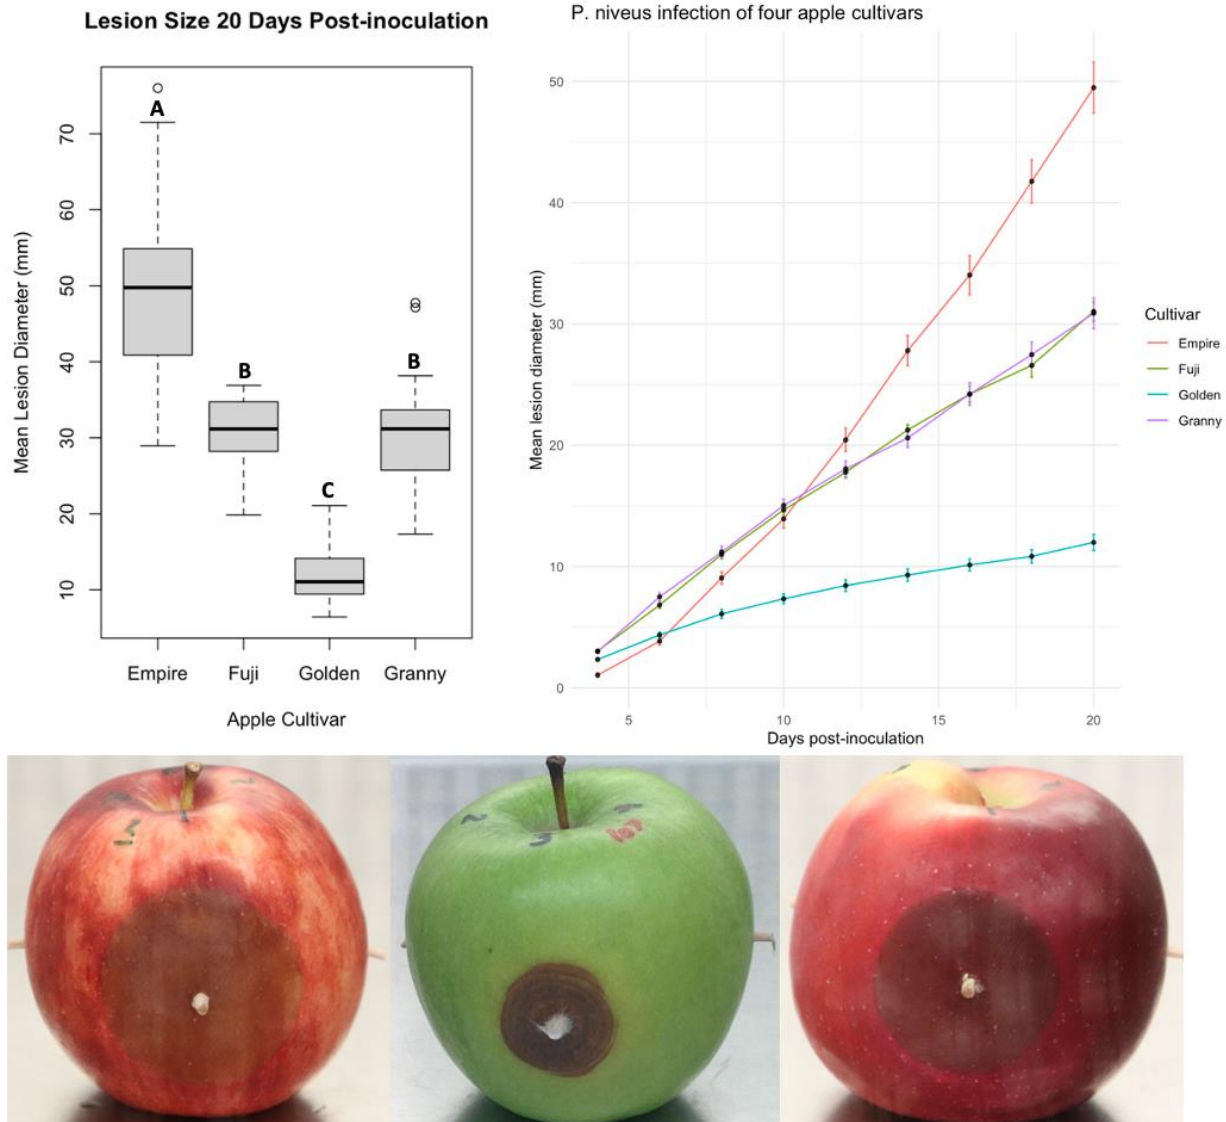 Lesion Size 20 Days Post-inoculation
Mean Lesion Diameter (mm)
70
60
50
40
30
20
10
A
B
C
B
Empire Fuji Golden Granny
Apple Cultivar
P. niveus infection of four apple cultivars
Mean lesion diameter (mm)
50
40
30
20
10
0
5 10 15 20
Days post-inoculation
Cultivar
Empire
Fuji
Golden
Granny